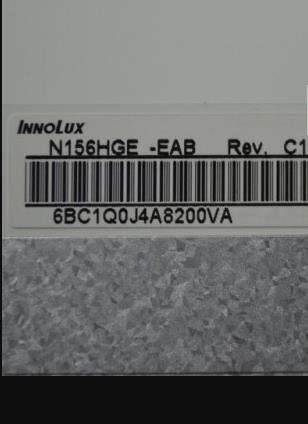 INNOLUX
N156HGE -EAB Rev. C1
6BC1Q0J4A8200VA